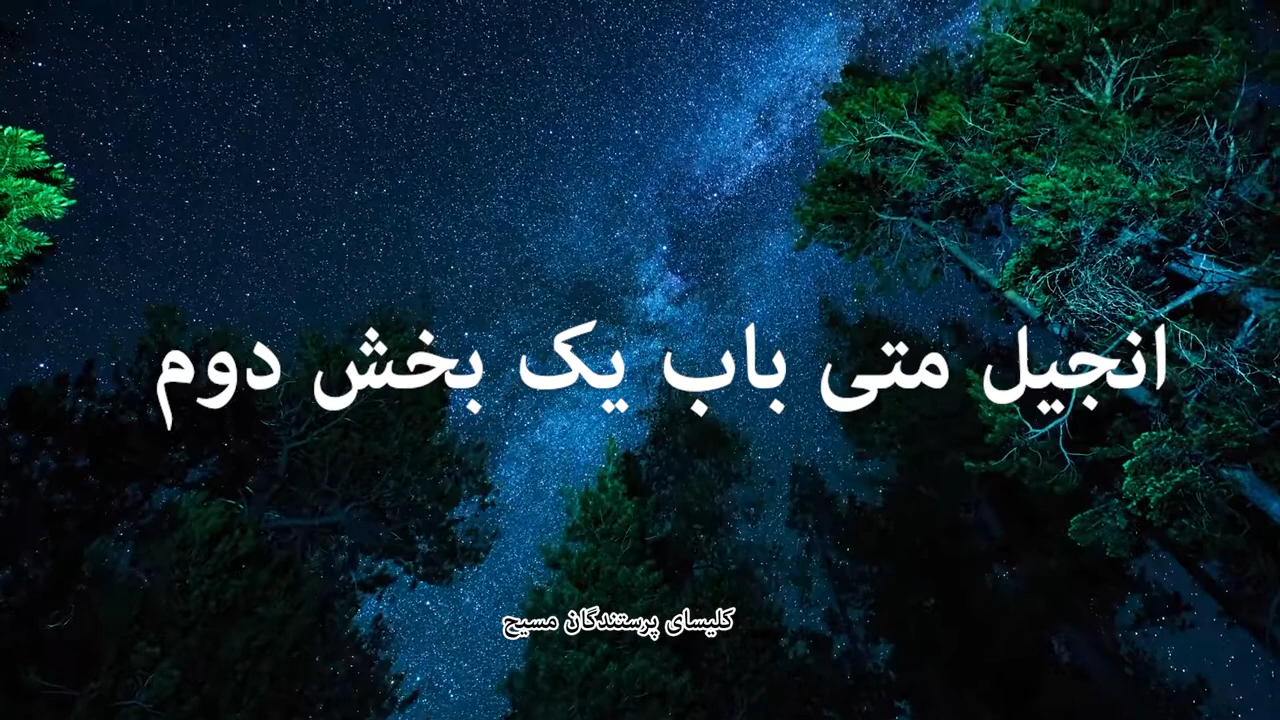 انجیل متی باب یک بخش دوم
کلیسای پرستندگان مسیح